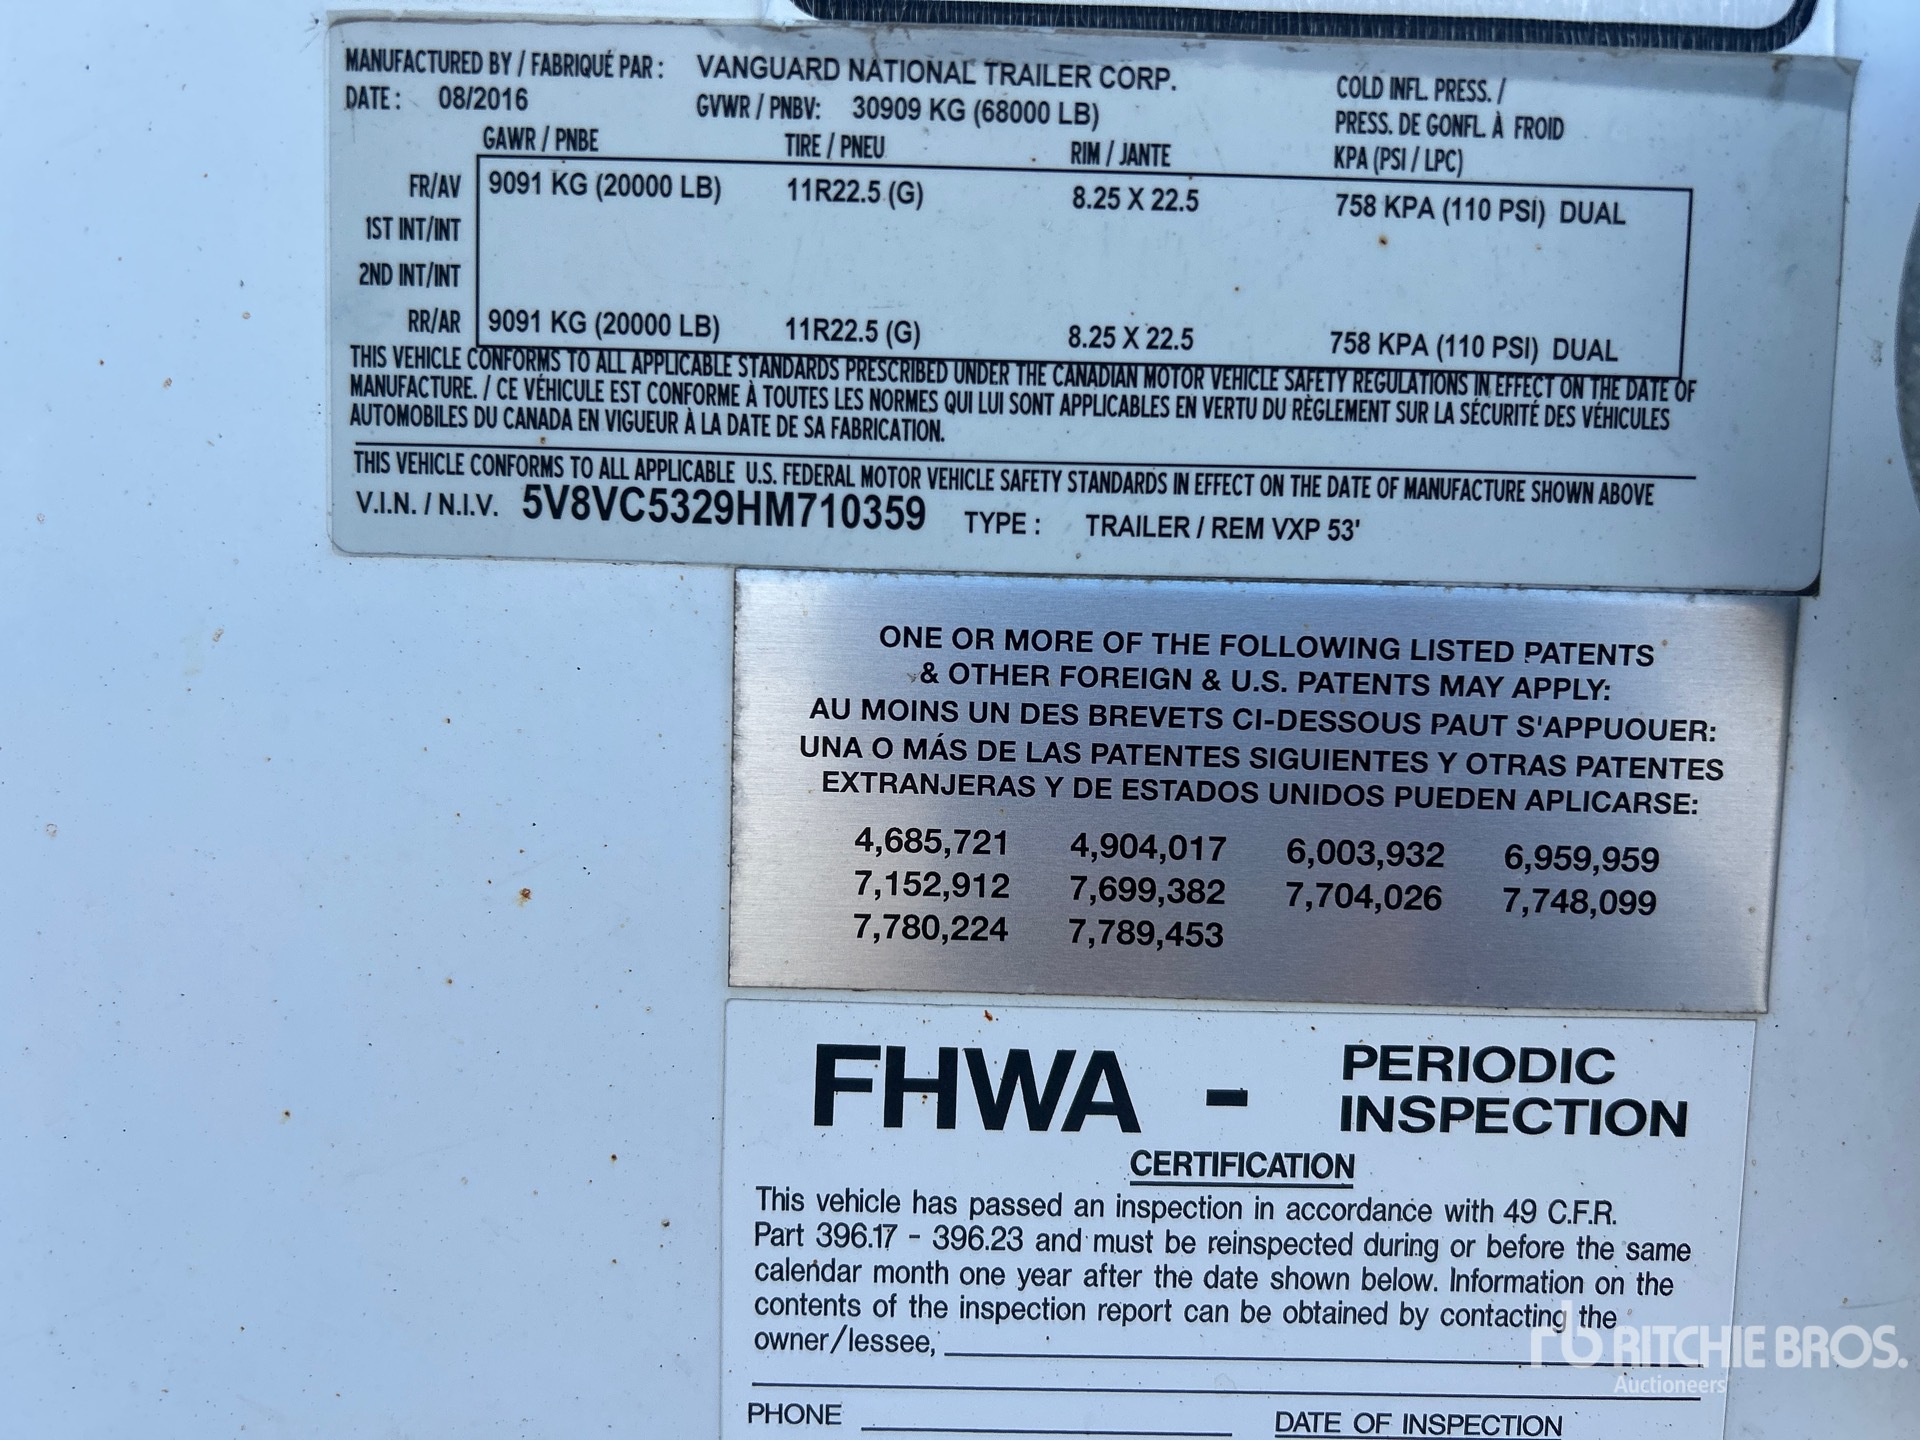 MANUFACTURED BY / FABRIQUÉ PAR : VANGUARD NATIONAL TRAILER CORP.
DATE : 08/2016 GVWR / PNBV: 30909 KG (68000 LB)
COLD INFL. PRESS. /
PRESS. DE GONFL. À FROID
GAWR / PNBE TIRE / PNEU RIM / JANTE KPA (PSI / LPC)
FR/AV 9091 KG (20000 LB) 11R22.5 (G) 8.25 X 22.5 758 KPA (110 PSI) DUAL
1ST INT/INT
2ND INT/INT
RR/AR 9091 KG (20000 LB) 11R22.5 (G) 8.25 X 22.5 758 KPA (110 PSI) DUAL
THIS VEHICLE CONFORMS TO ALL APPLICABLE STANDARDS PRESCRIBED UNDER THE CANADIAN MOTOR VEHICLE SAFETY REGULATIONS IN EFFECT ON THE DATE OF
MANUFACTURE. / CE VÉHICULE EST CONFORME À TOUTES LES NORMES QUI LUI SONT APPLICABLES EN VERTU DU RÈGLEMENT SUR LA SÉCURITÉ DES VÉHICULES
AUTOMOBILES DU CANADA EN VIGUEUR À LA DATE DE SA FABRICATION.
THIS VEHICLE CONFORMS TO ALL APPLICABLE U.S. FEDERAL MOTOR VEHICLE SAFETY STANDARDS IN EFFECT ON THE DATE OF MANUFACTURE SHOWN ABOVE
V.I.N. / N.I.V. 5V8VC5329HM710359 TYPE : TRAILER / REM VXP 53'
ONE OR MORE OF THE FOLLOWING LISTED PATENTS
& OTHER FOREIGN & U.S. PATENTS MAY APPLY:
AU MOINS UN DES BREVETS CI-DESSOUS PAUT S'APPUOUER:
UNA O MÁS DE LAS PATENTES SIGUIENTES Y OTRAS PATENTES
EXTRANJERAS Y DE ESTADOS UNIDOS PUEDEN APLICARSE:
4,685,721 4,904,017 6,003,932 6,959,959
7,152,912 7,699,382 7,704,026 7,748,099
7,780,224 7,789,453
FHWA - PERIODIC
INSPECTION
CERTIFICATION
This vehicle has passed an inspection in accordance with 49 C.F.R.
Part 396.17 - 396.23 and must be reinspected during or before the same
calendar month one year after the date shown below. Information on the
contents of the inspection report can be obtained by contacting the
owner/lessee,
rb RITCHIE BROS.
Auctioneers
PHONE DATE OF INSPECTION